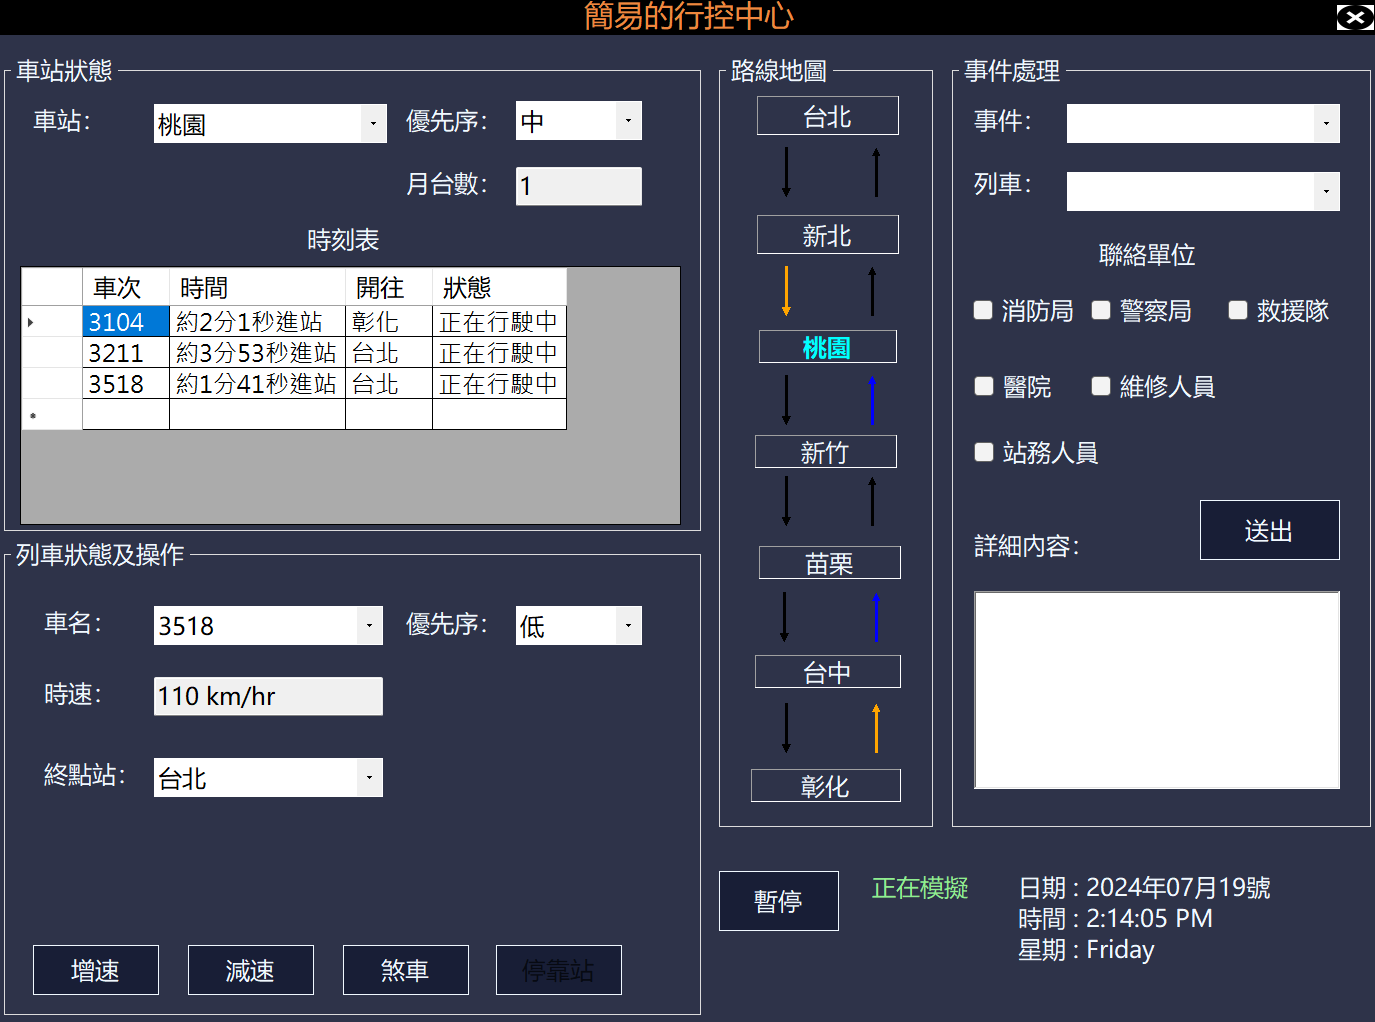 簡易的行控中心
車站狀態
車站：
桃園
優先序：
中
月台數：
1
時刻表
車次 時間 開往 狀態
3104 約2分1秒進站 彰化 正在行駛中
3211 約3分53秒進站 台北 正在行駛中
3518 約1分41秒進站 台北 正在行駛中
列車狀態及操作
車名：
3518
優先序：
低
時速：
110 km/hr
終點站：
台北
增速
減速
煞車
停靠站
路線地圖
台北
新北
桃園
新竹
苗栗
台中
彰化
事件處理
事件：
列車：
聯絡單位
消防局 警察局 救援隊
醫院 維修人員
站務人員
送出
詳細內容：
暫停
正在模擬
日期 : 2024年07月19號
時間 : 2:14:05 PM
星期 : Friday